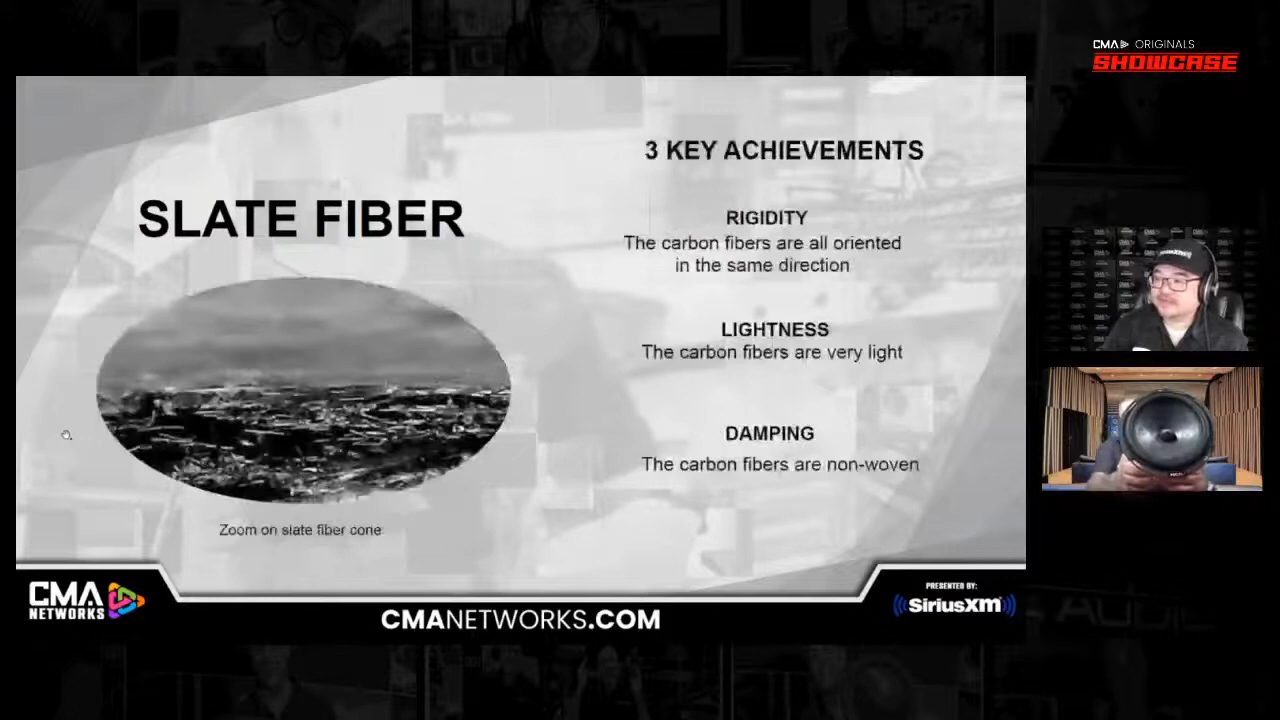 CMA ORIGINALS
SHOWCASE
3 KEY ACHIEVEMENTS
SLATE FIBER
RIGIDITY
The carbon fibers are all oriented
in the same direction
LIGHTNESS
The carbon fibers are very light
DAMPING
The carbon fibers are non-woven
Zoom on slate fiber cone
CMA
NETWORKS
CMANETWORKS.COM
PRESENTED BY:
SiriusXM